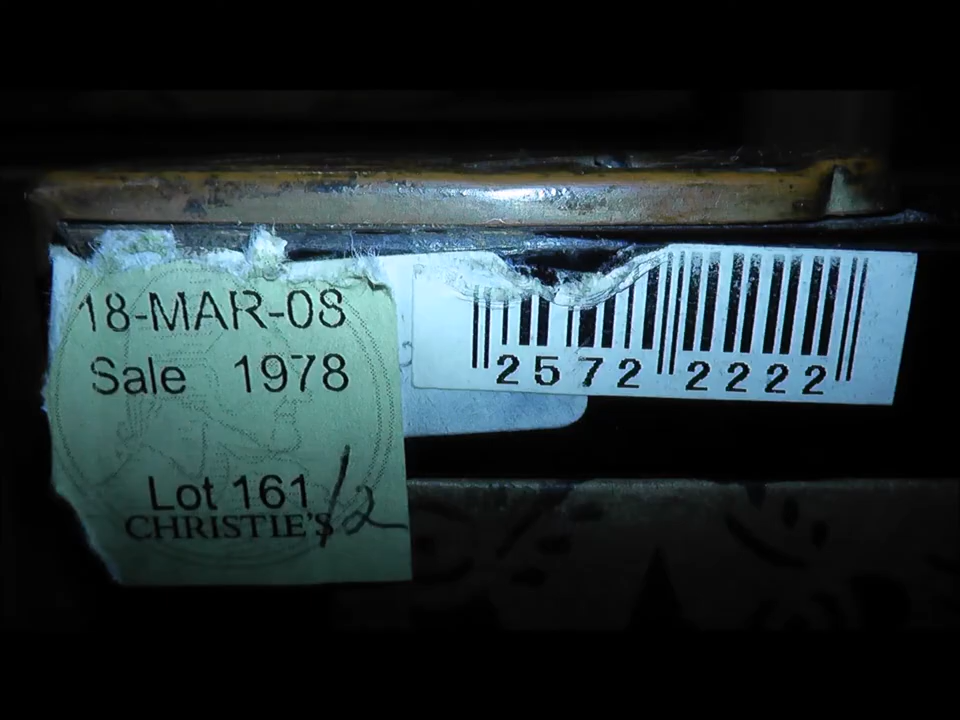 18-MAR-08
Sale 1978
Lot 161/2
CHRISTIE'S
2572 2222